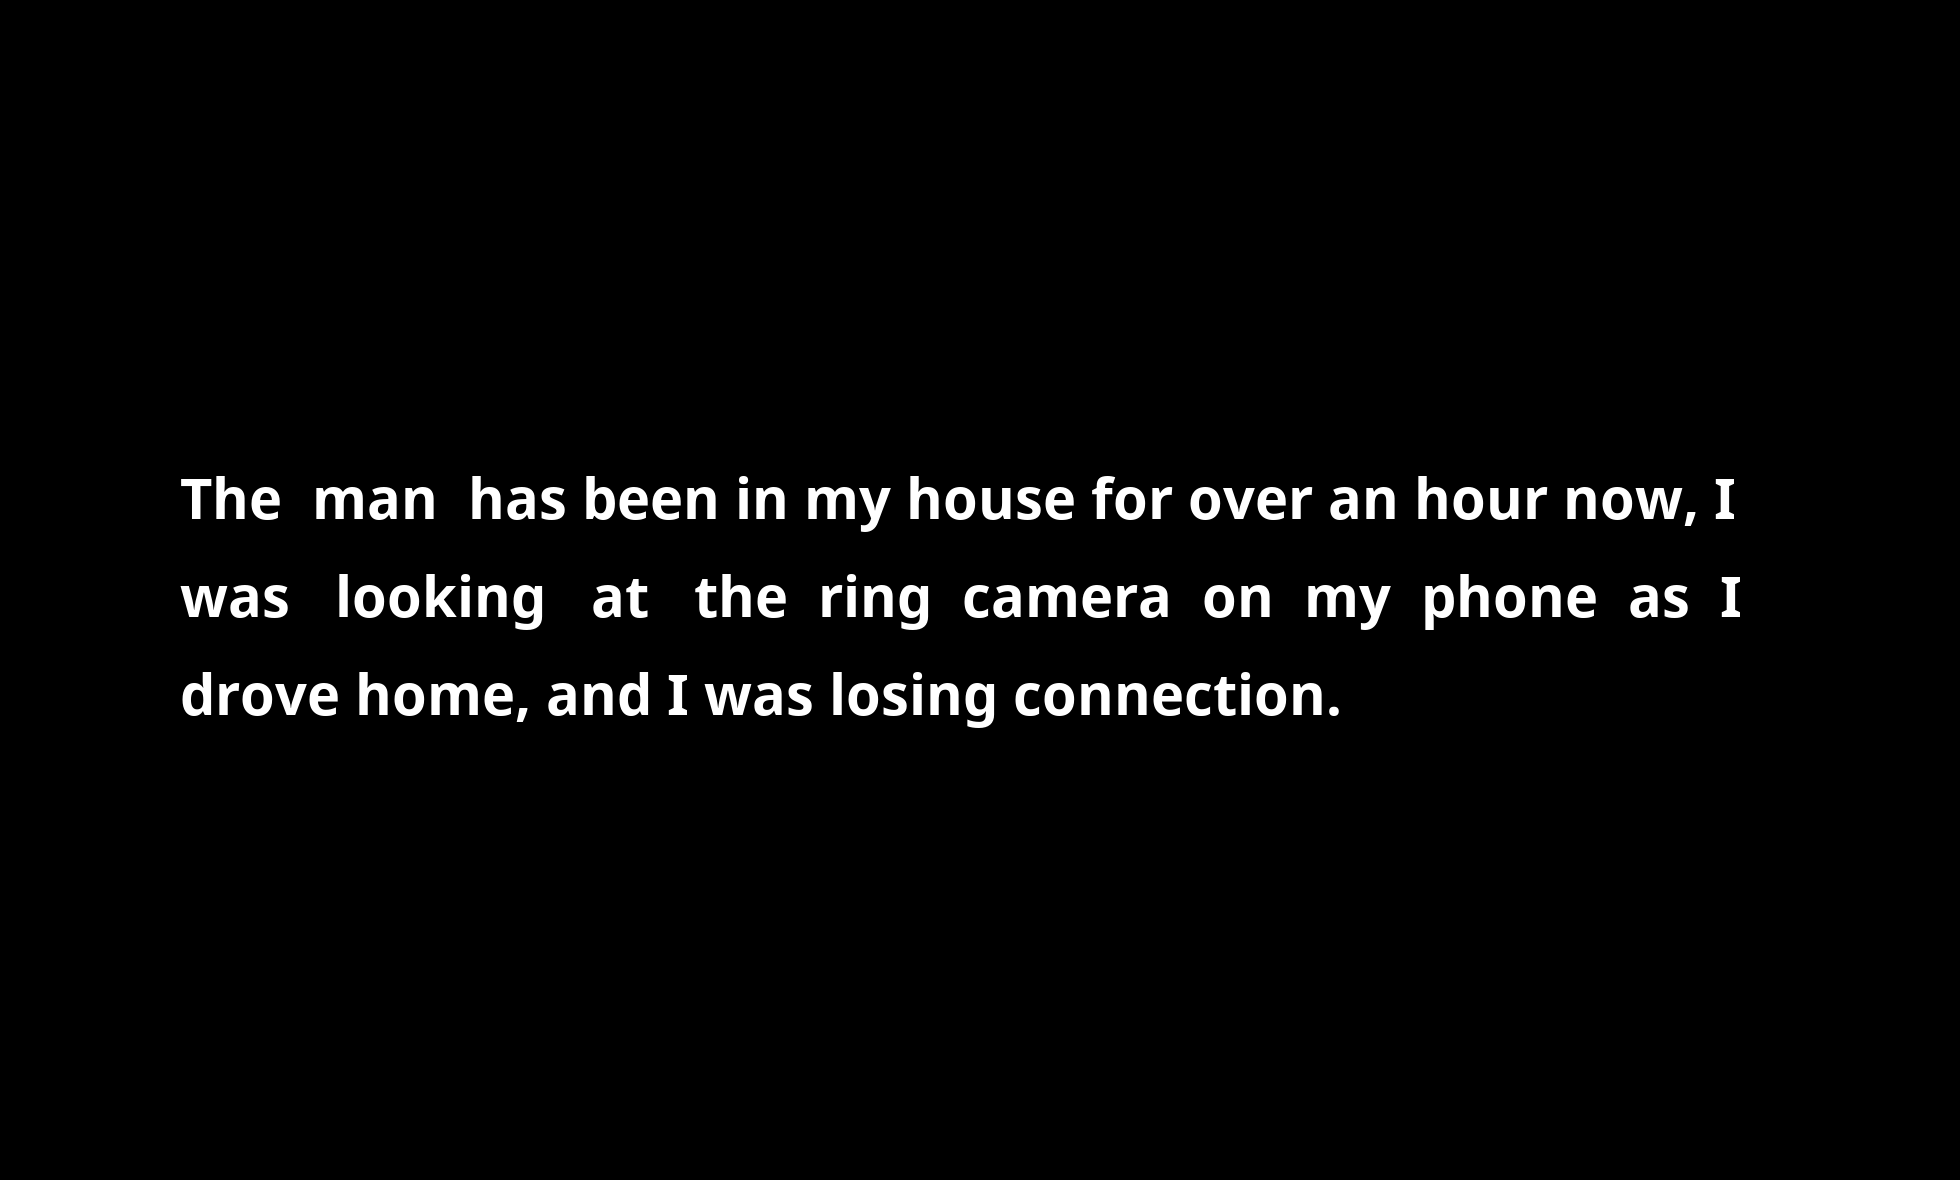 The man has been in my house for over an hour now, I
was looking at the ring camera on my phone as I
drove home, and I was losing connection.